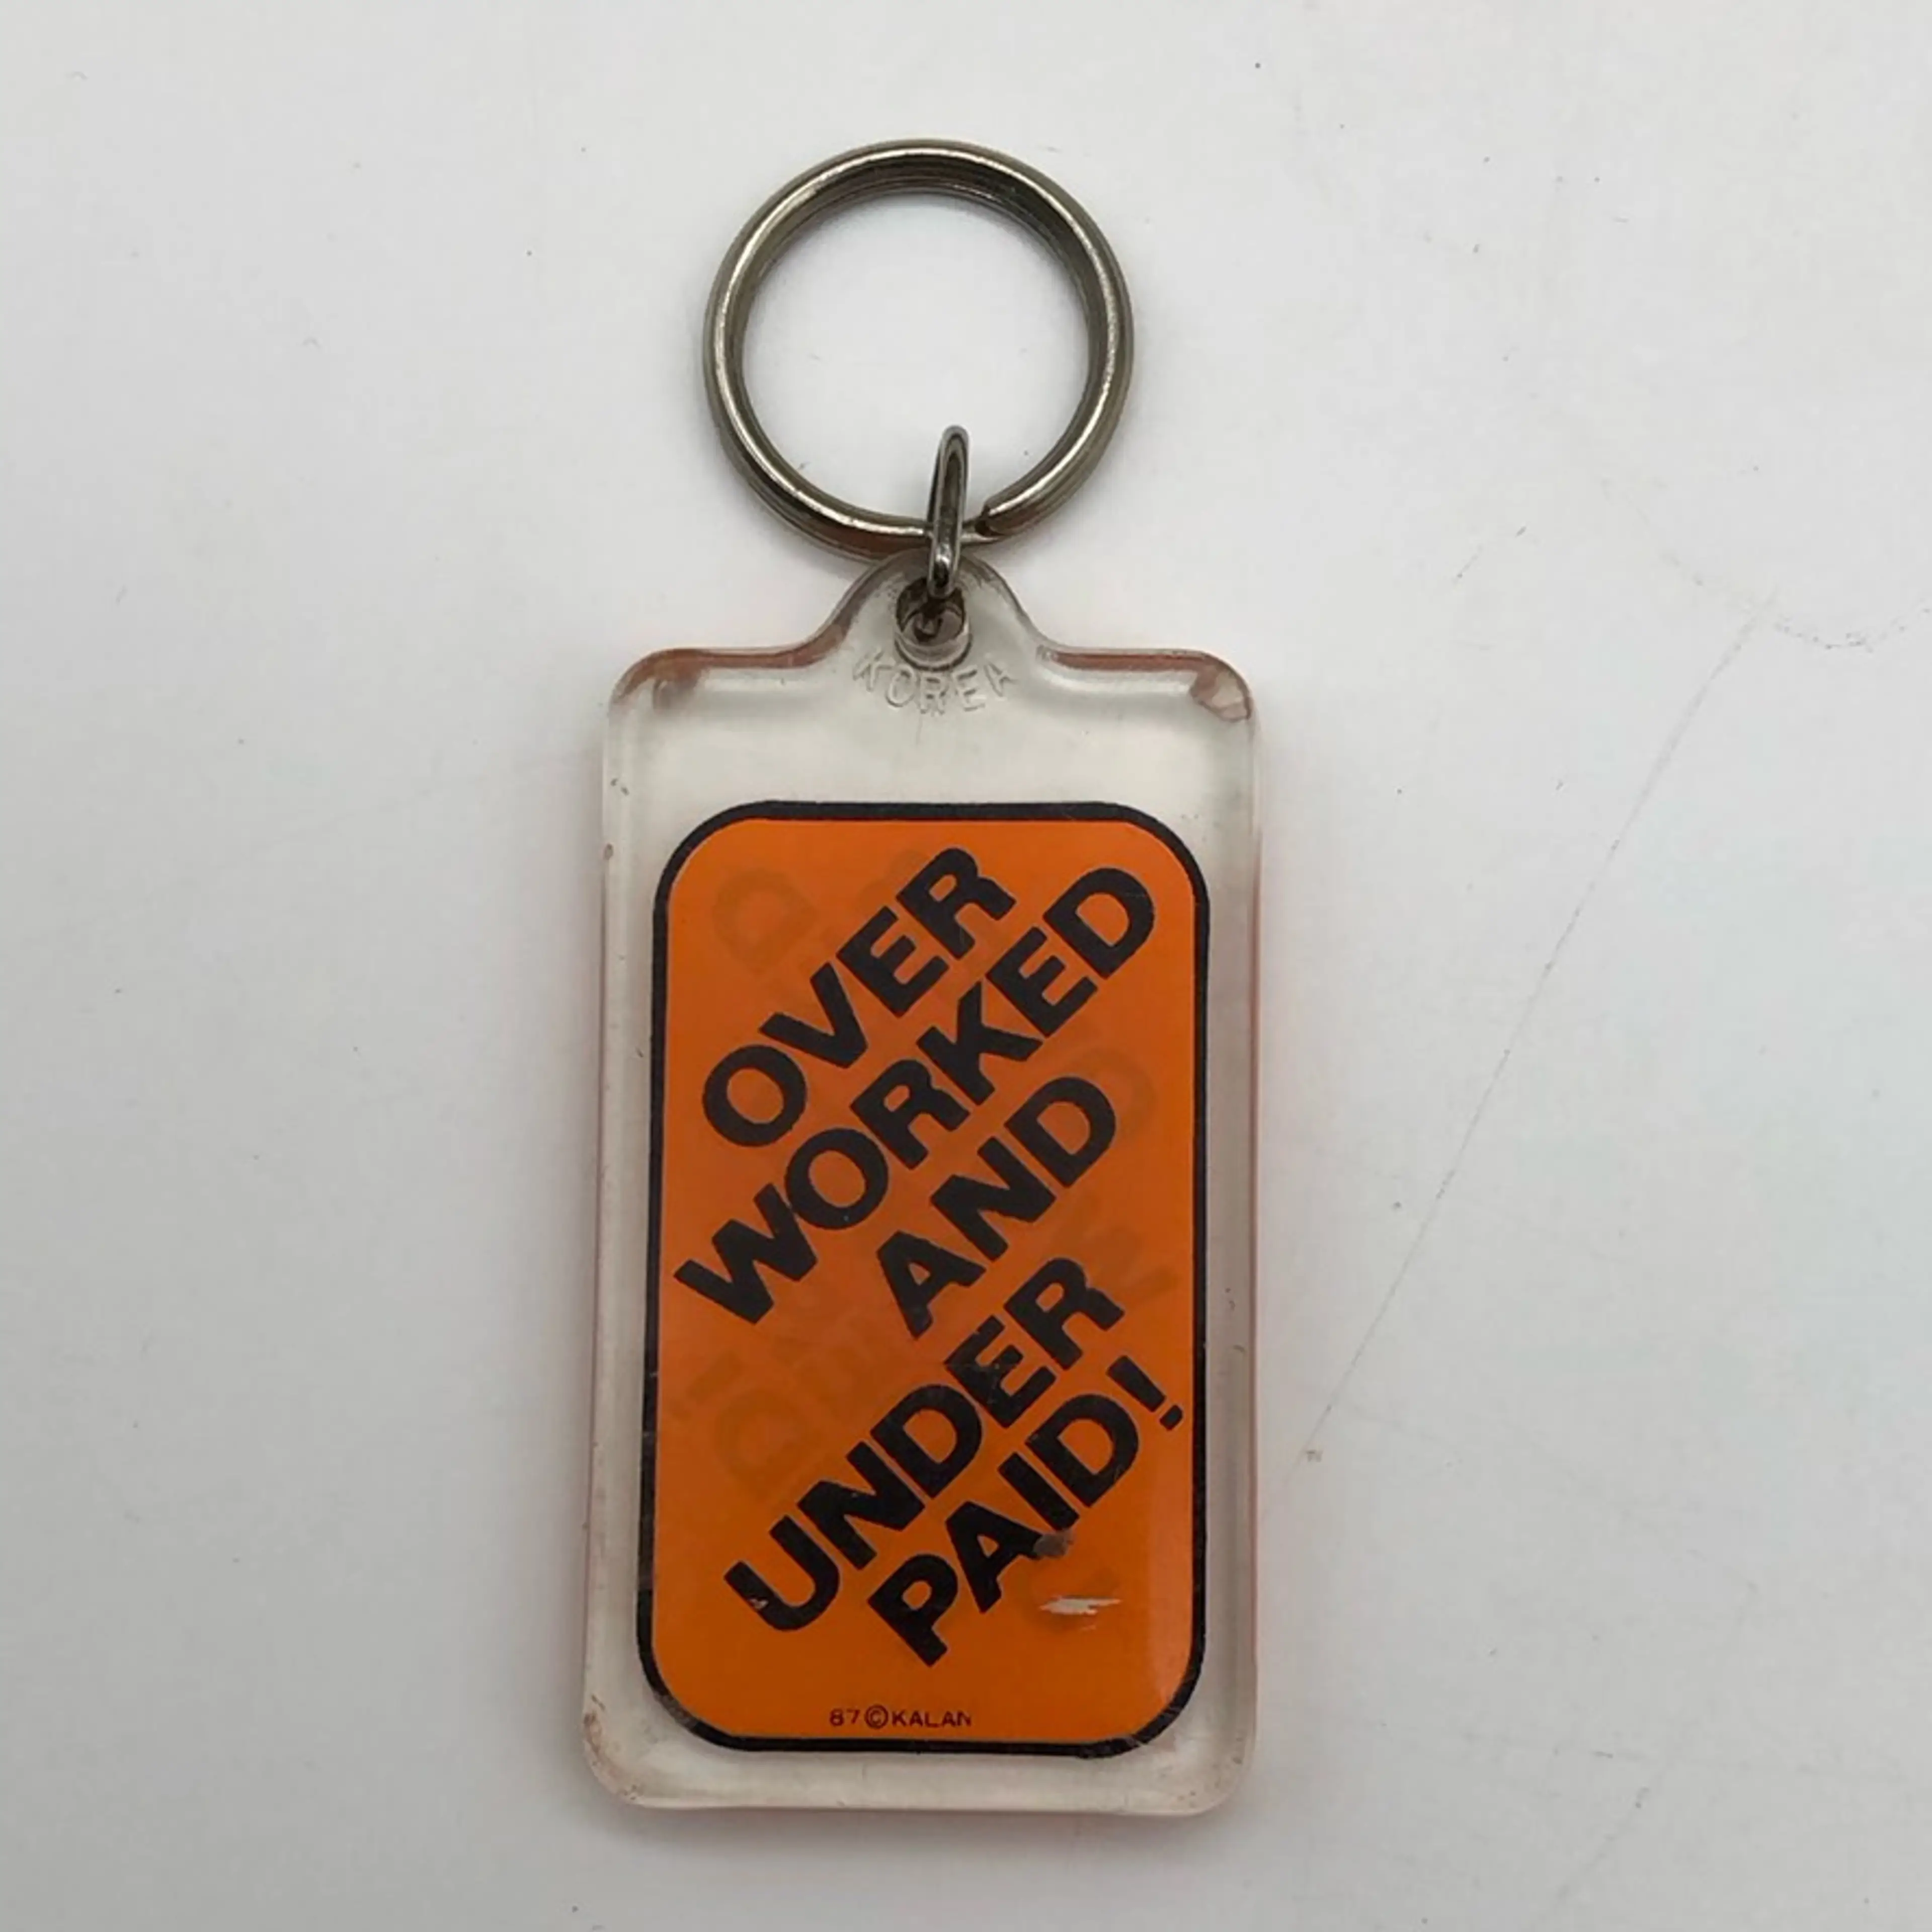 KOREA
OVER
WORKED
AND
UNDER
PAID!
87©KALAN